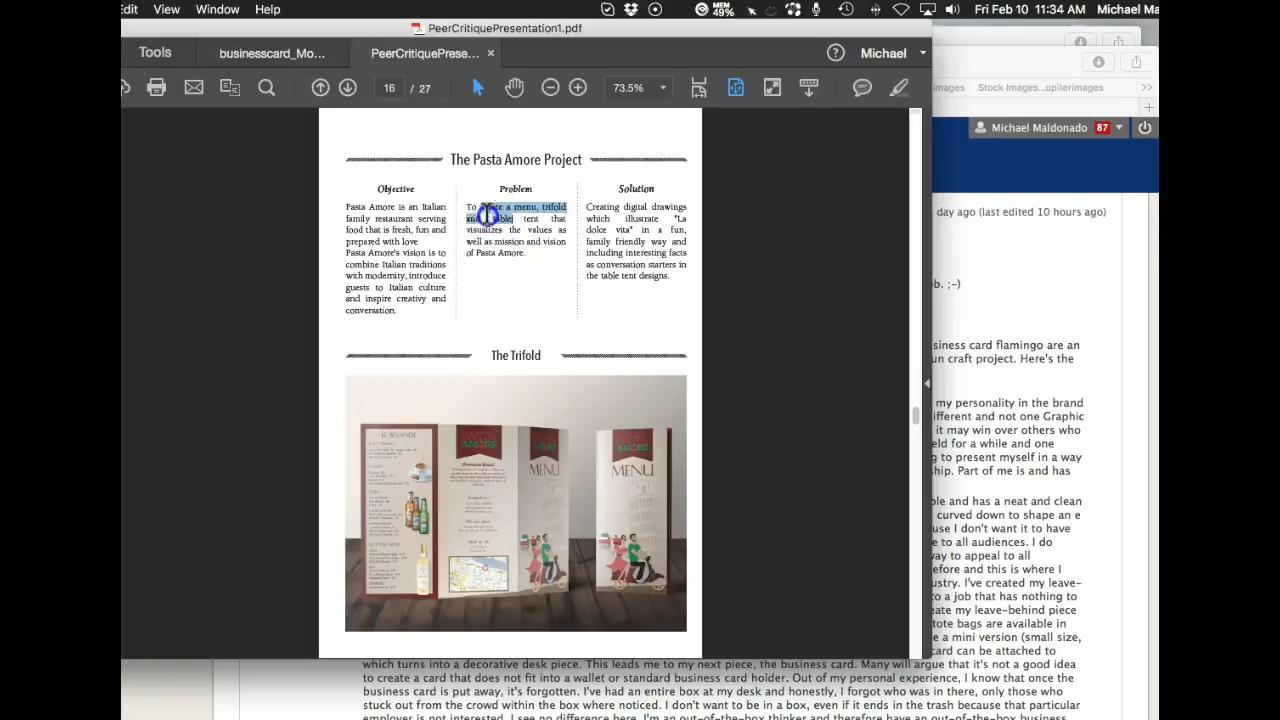 Edit View Window Help
MEM 49%
Fri Feb 10 11:34 AM Michael Ma
PeerCritiquePresentation1.pdf
Tools businesscard_Mo... PeerCritiquePrese... × Michael
16 / 27 73.5%
The Pasta Amore Project
Objective
Pasta Amore is an Italian
family restaurant serving
food that is fresh, fun and
prepared with love
Pasta Amore's vision is to
combine Italian traditions
with modernity, introduce
guests to Italian culture
and inspire creativy and
conversation.
Problem
To a menu, trifold
table tent that
visualizes the values as
well as mission and vision
of Pasta Amore.
Solution
Creating digital drawings
which illustrate "La
dolce vita" in a fun,
family friendly way and
including interesting facts
as conversation starters in
the table tent designs.
The Trifold
AMORE
MENU
MENU
Images Stock Images...upiterimages >>
Michael Maldonado 87
day ago (last edited 10 hours ago)
eb. ;-)
siness card flamingo are an
un craft project. Here's the
my personality in the brand
ifferent and not one Graphic
it may win over others who
eld for a while and one
g to present myself in a way
ship. Part of me is and has
ple and has a neat and clean
curved down to shape an e
use I don't want it to have
e to all audiences. I do
way to appeal to all
efore and this is where I
ustry. I've created my leave-
o a job that has nothing to
eate my leave-behind piece
tote bags are available in
e a mini version (small size,
card can be attached to
which turns into a decorative desk piece. This leads me to my next piece, the business card. Many will argue that it's not a good idea
to create a card that does not fit into a wallet or standard business card holder. Out of my personal experience, I know that once the
business card is put away, it's forgotten. I've had an entire box at my desk and honestly, I forgot who was in there, only those who
stuck out from the crowd within the box where noticed. I don't want to be in a box, even if it ends in the trash because that particular
employer is not interested. I see no difference here. I'm an out-of-the-box thinker and therefore have an out-of-the-box business